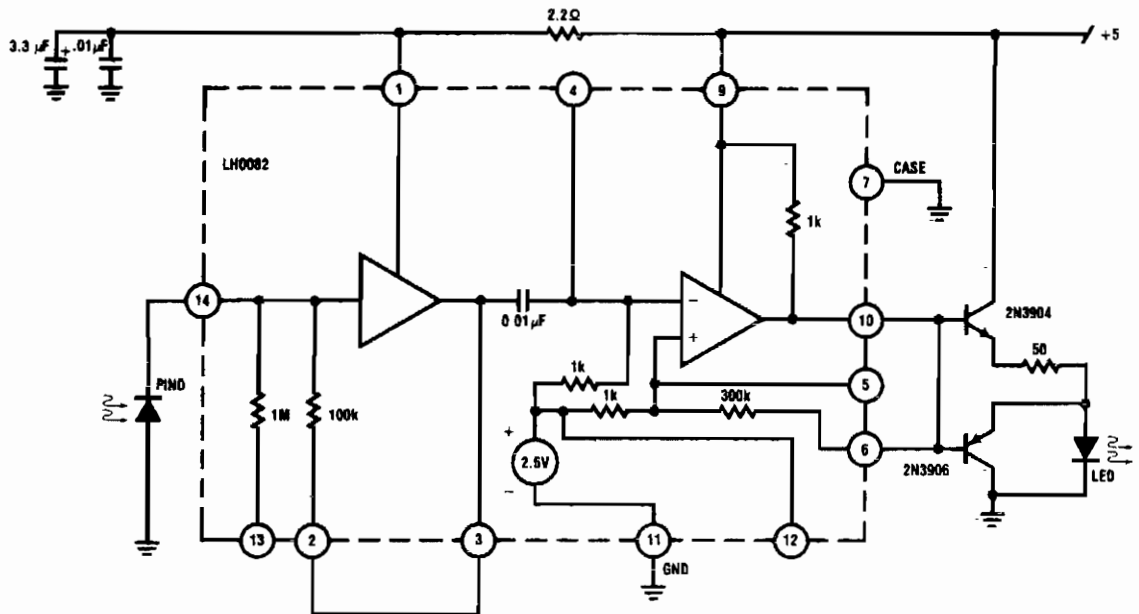 2.2Ω
3.3 μF
+
.01μF
+5
1
4
9
LH0082
CASE
7
1k
14
0.01μF
−
+
10
2N3904
50
PIND
1M
100k
1k
1k
300k
5
+
2.5V
−
6
2N3906
LED
13
2
3
11
12
GND